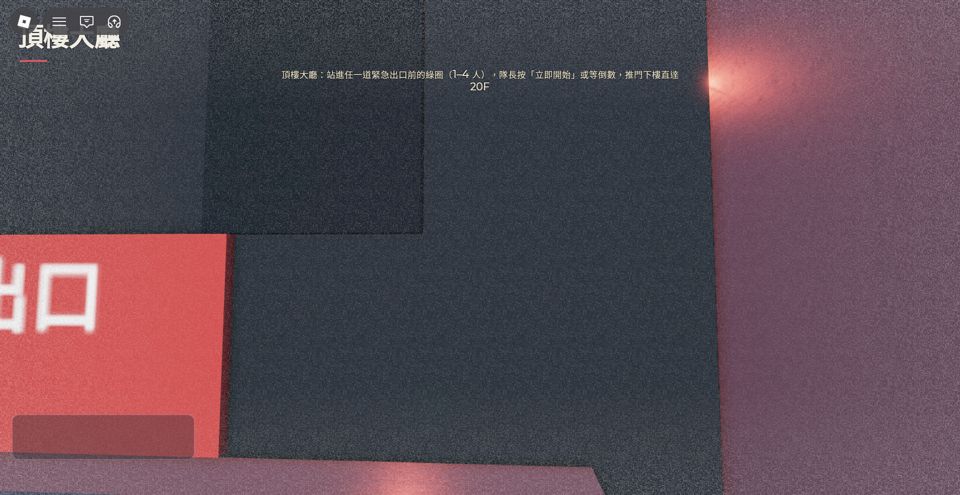 頂樓大廳
頂樓大廳：站進任一道緊急出口前的綠圈（1–4 人），隊長按「立即開始」或等倒數，推門下樓直達
20F
出口